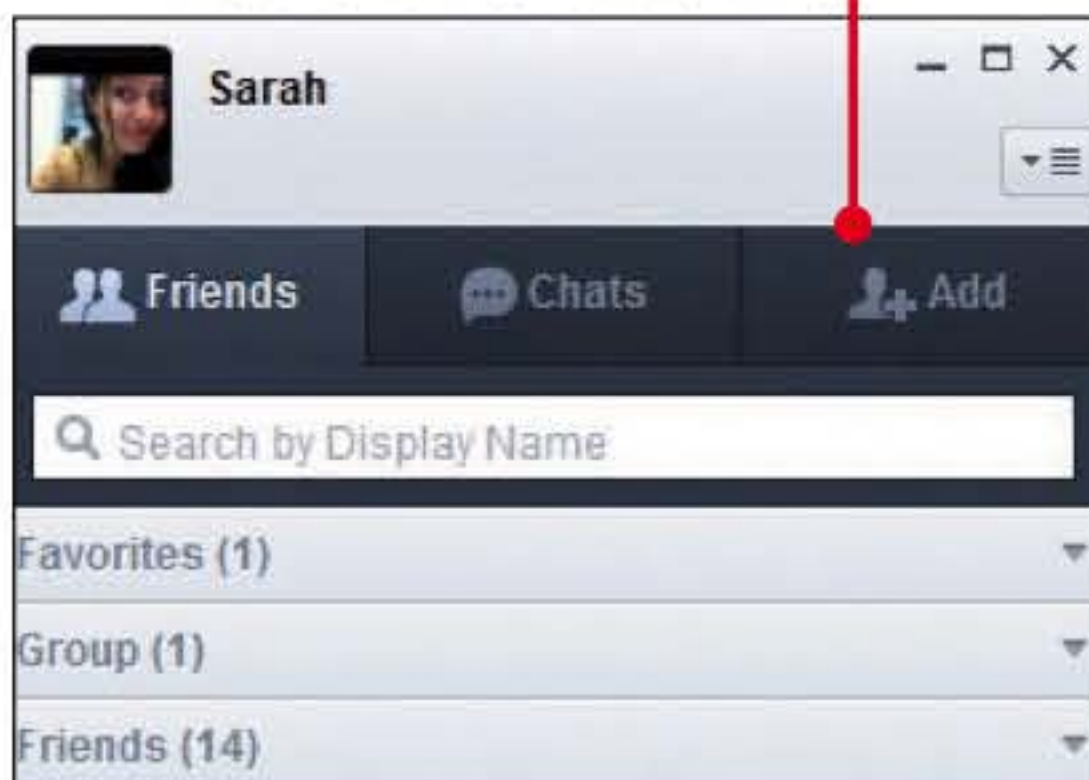 Sarah
Friends Chats Add
Search by Display Name
Favorites (1)
Group (1)
Friends (14)